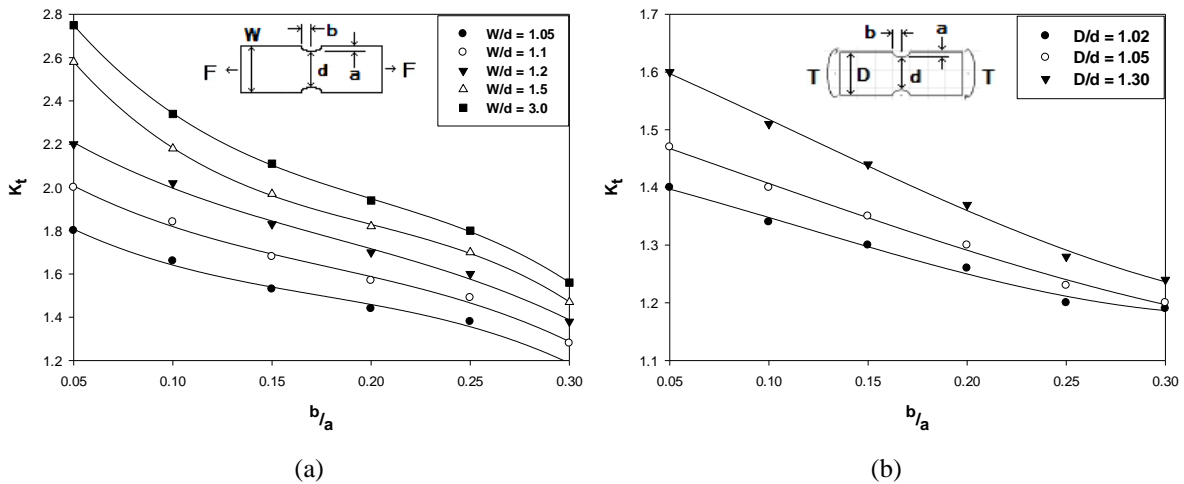 2.8
2.6
2.4
2.2
2.0
1.8
1.6
1.4
1.2
Kt
0.05 0.10 0.15 0.20 0.25 0.30
b/a
W b
F d F
a
W/d = 1.05
W/d = 1.1
W/d = 1.2
W/d = 1.5
W/d = 3.0
(a)
1.7
1.6
1.5
1.4
1.3
1.2
1.1
Kt
0.05 0.10 0.15 0.20 0.25 0.30
b/a
b a
T D d T
D/d = 1.02
D/d = 1.05
D/d = 1.30
(b)